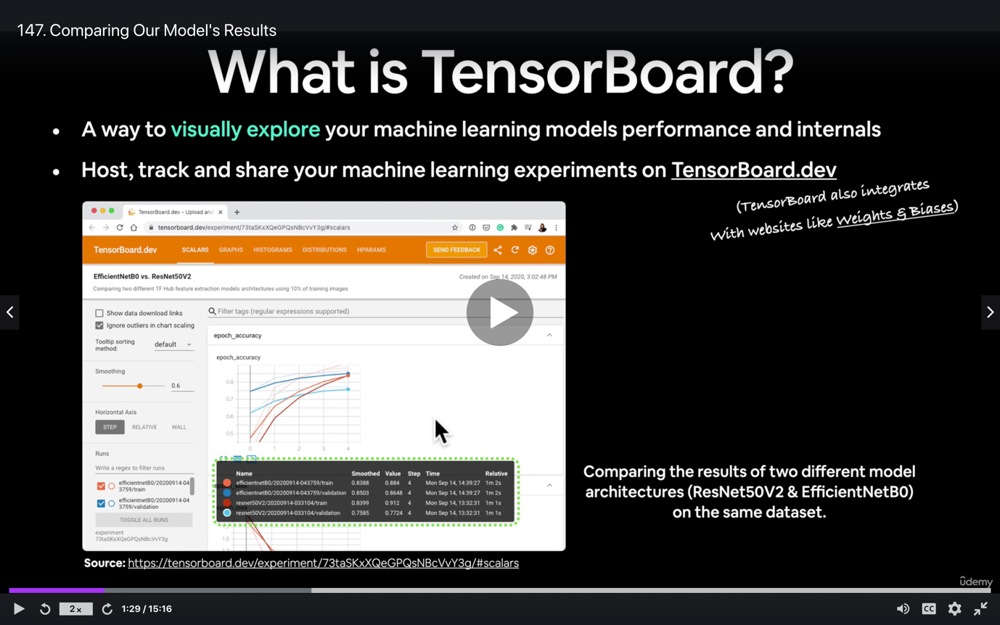 147. Comparing Our Model's Results
What is TensorBoard?
• A way to visually explore your machine learning models performance and internals
• Host, track and share your machine learning experiments on TensorBoard.dev
(TensorBoard also integrates
With websites like Weights & Biases)
TensorBoard.dev - Upload and
tensorboard.dev/experiment/73taSKxXQeGPQsNBcVvY3g/#scalars
TensorBoard.dev SCALARS GRAPHS HISTOGRAMS DISTRIBUTIONS HPARAMS SEND FEEDBACK
EfficientNetB0 vs. ResNet50V2
Created on Sep 14, 2020, 3:02:48 PM
Comparing two different TF Hub feature extraction models architectures using 10% of training images
Show data download links
Ignore outliers in chart scaling
Tooltip sorting
method:
default
Smoothing
0.6
Horizontal Axis
STEP RELATIVE WALL
Runs
Write a regex to filter runs
efficientnetB0/20200914-04
3759/train
efficientnetB0/20200914-04
3759/validation
TOGGLE ALL RUNS
experiment
73taSKxXQeGPQsNBcVvY3g
Filter tags (regular expressions supported)
epoch_accuracy
epoch_accuracy
0.8
0.7
0.6
0.5
0 1 2 3 4
Name Smoothed Value Step Time Relative
efficientnetB0/20200914-043759/train 0.8388 0.884 4 Mon Sep 14, 14:39:27 1m 2s
efficientnetB0/20200914-043759/validation 0.8503 0.8648 4 Mon Sep 14, 14:39:27 1m 2s
resnet50V2/20200914-033104/train 0.8399 0.912 4 Mon Sep 14, 13:32:31 1m 1s
resnet50V2/20200914-033104/validation 0.7585 0.7724 4 Mon Sep 14, 13:32:31 1m 1s
1.5
Comparing the results of two different model
architectures (ResNet50V2 & EfficientNetB0)
on the same dataset.
Source: https://tensorboard.dev/experiment/73taSKxXQeGPQsNBcVvY3g/#scalars
ûdemy
2x
1:29 / 15:16
CC